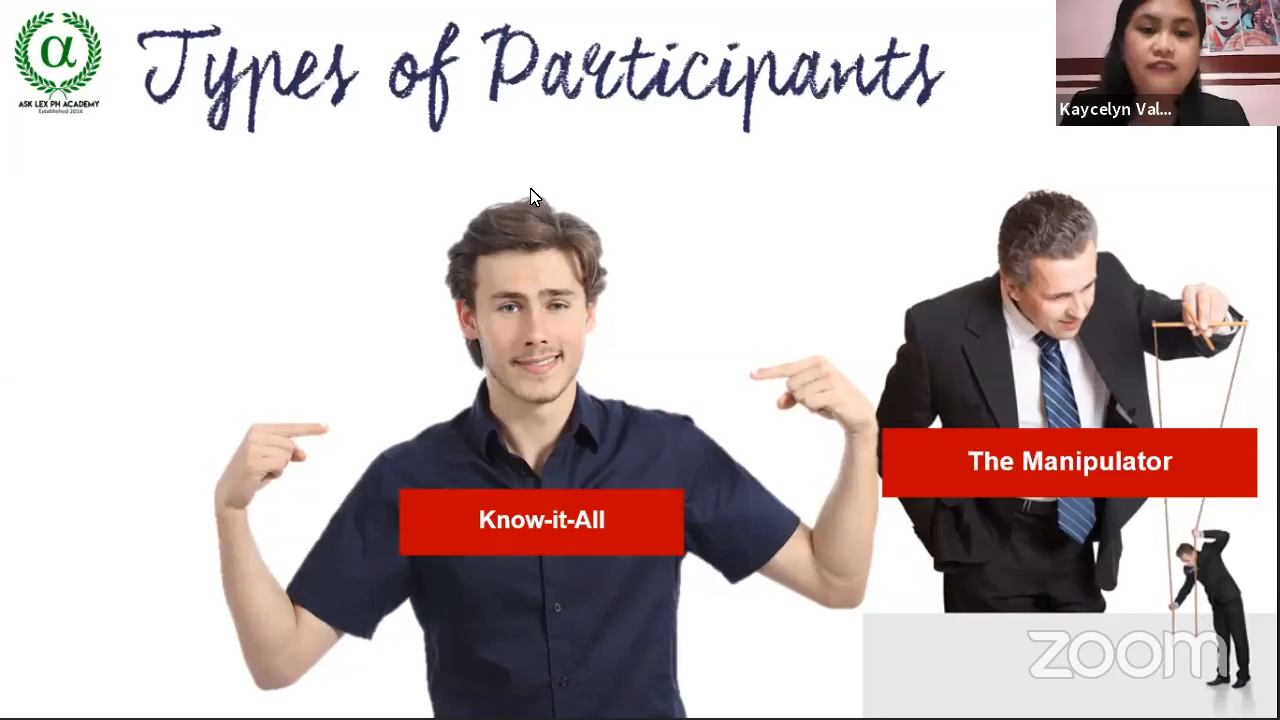 Types of Participants
α
ASK LEX PH ACADEMY
Established 2016
Kaycelyn Val...
The Manipulator
Know-it-All
zoom